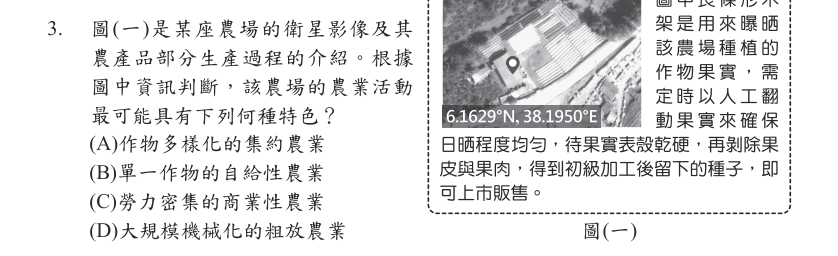 3. 圖(一)是某座農場的衛星影像及其
農產品部分生產過程的介紹。根據
圖中資訊判斷，該農場的農業活動
最可能具有下列何種特色？
(A)作物多樣化的集約農業
(B)單一作物的自給性農業
(C)勞力密集的商業性農業
(D)大規模機械化的粗放農業
6.1629°N, 38.1950°E
圖中長條形木
架是用來曝晒
該農場種植的
作物果實，需
定時以人工翻
動果實來確保
日晒程度均勻，待果實表殼乾硬，再剝除果
皮與果肉，得到初級加工後留下的種子，即
可上市販售。
圖(一)